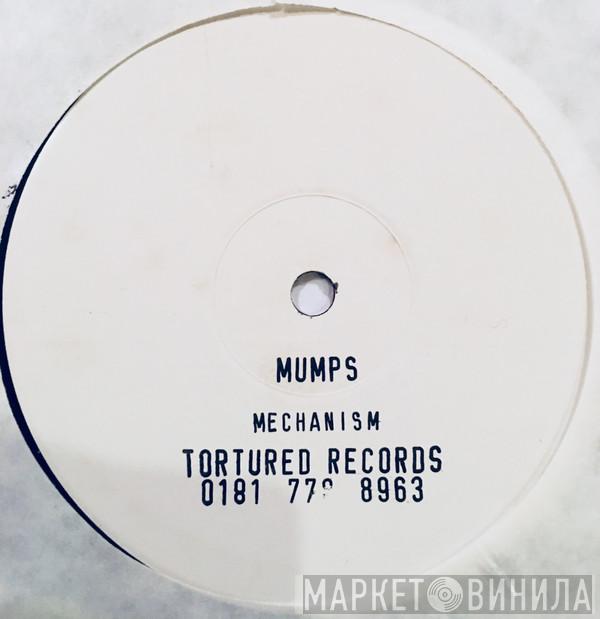 MUMPS
MECHANISM
TORTURED RECORDS
0181 8963
МАРКЕТ ВИНИЛА